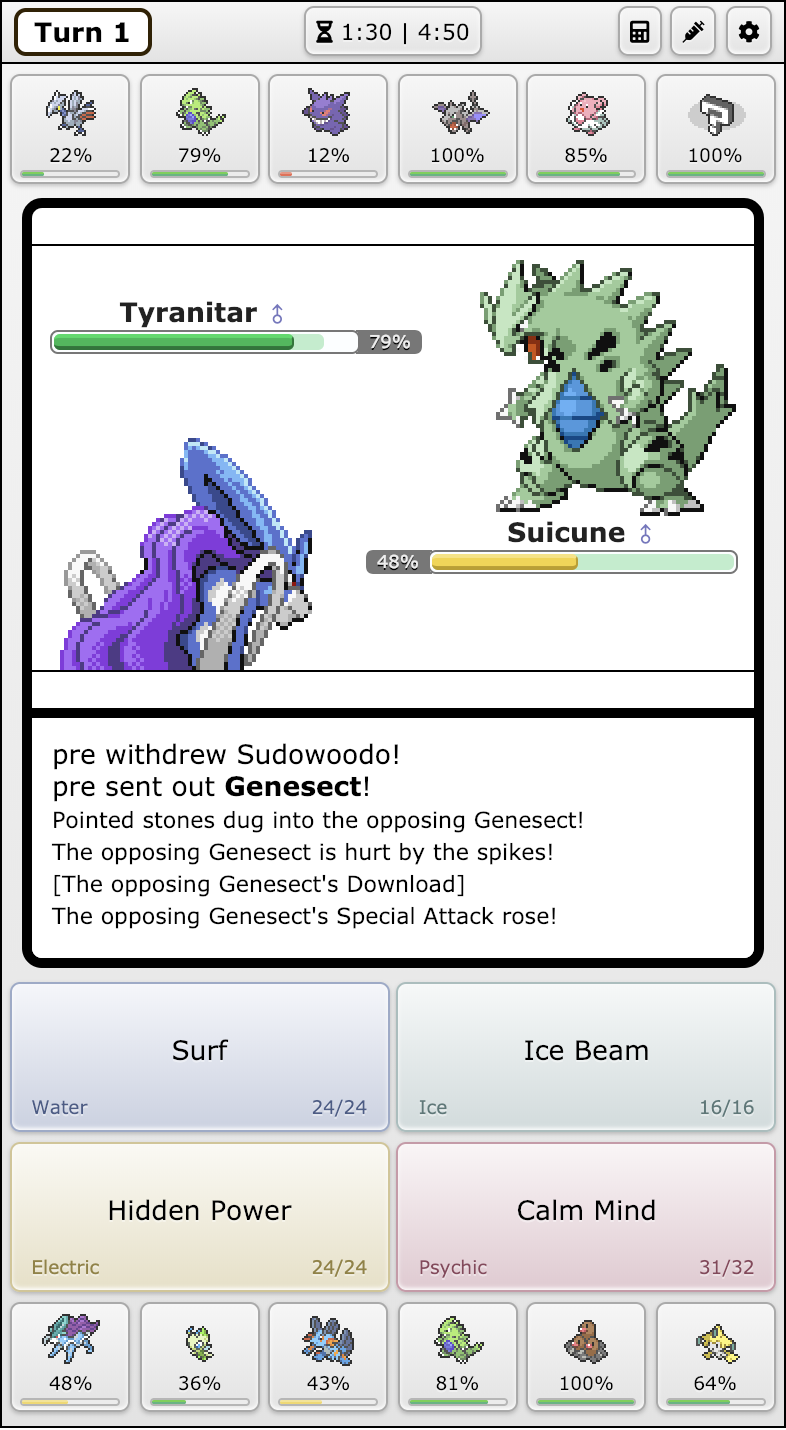 Turn 1
1:30 | 4:50
22%
79%
12%
100%
85%
100%
Tyranitar ♂
79%
Suicune ♂
48%
pre withdrew Sudowoodo!
pre sent out Genesect!
Pointed stones dug into the opposing Genesect!
The opposing Genesect is hurt by the spikes!
[The opposing Genesect's Download]
The opposing Genesect's Special Attack rose!
Surf
Water 24/24
Ice Beam
Ice 16/16
Hidden Power
Electric 24/24
Calm Mind
Psychic 31/32
48%
36%
43%
81%
100%
64%